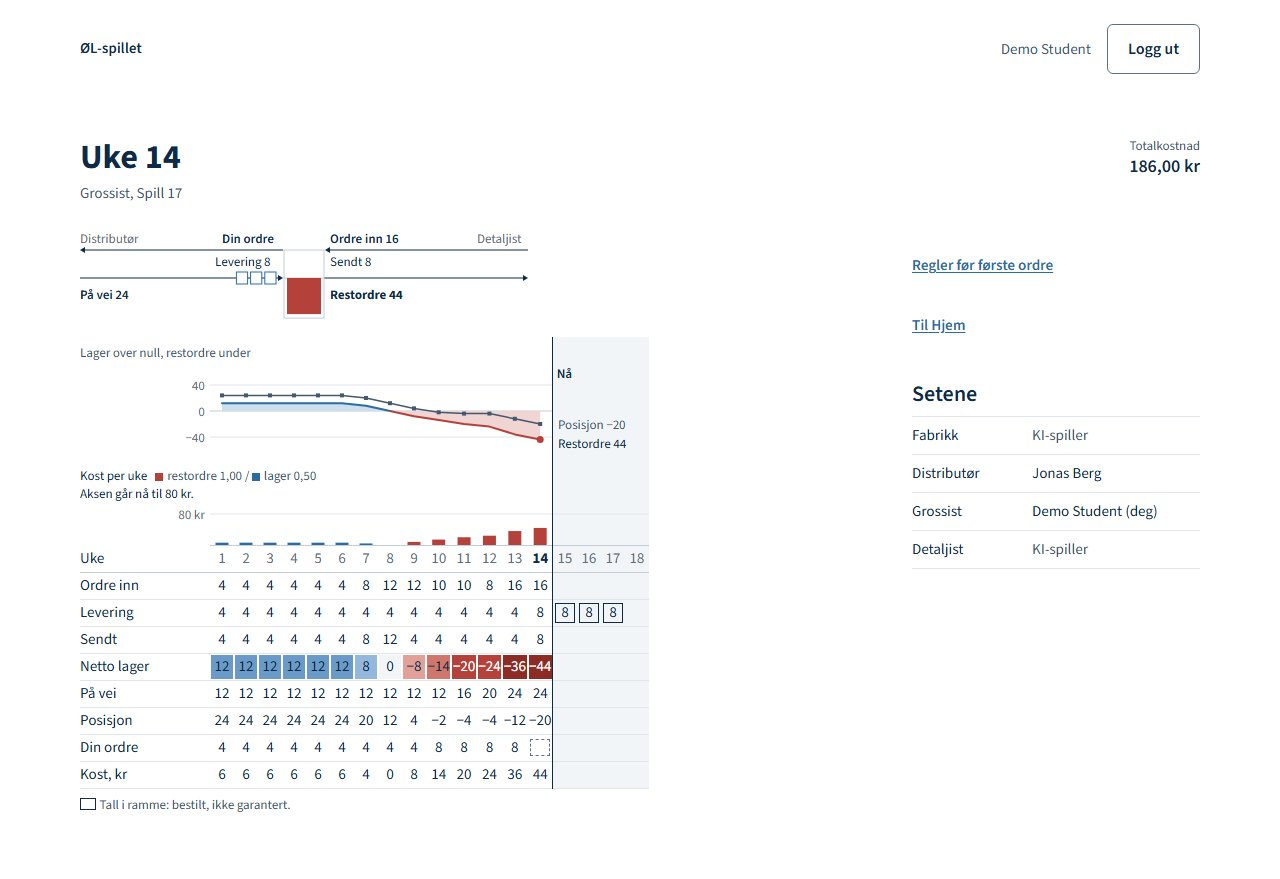 ØL-spillet
Demo Student
Logg ut
Uke 14
Grossist, Spill 17
Totalkostnad
186,00 kr
Distributør
Din ordre
Ordre inn 16
Detaljist
Levering 8
Sendt 8
På vei 24
Restordre 44
Regler før første ordre
Til Hjem
Lager over null, restordre under
Nå
40
0
−40
Posisjon −20
Restordre 44
Kost per uke restordre 1,00 / lager 0,50
Aksen går nå til 80 kr.
80 kr
Uke 1 2 3 4 5 6 7 8 9 10 11 12 13 14 15 16 17 18
Ordre inn 4 4 4 4 4 4 8 12 12 10 10 8 16 16
Levering 4 4 4 4 4 4 4 4 4 4 4 4 4 8 8 8 8
Sendt 4 4 4 4 4 4 8 12 4 4 4 4 4 8
Netto lager 12 12 12 12 12 12 8 0 −8 −14 −20 −24 −36 −44
På vei 12 12 12 12 12 12 12 12 12 12 16 20 24 24
Posisjon 24 24 24 24 24 24 20 12 4 −2 −4 −4 −12 −20
Din ordre 4 4 4 4 4 4 4 4 4 8 8 8 8
Kost, kr 6 6 6 6 6 6 4 0 8 14 20 24 36 44
Tall i ramme: bestilt, ikke garantert.
Setene
Fabrikk KI-spiller
Distributør Jonas Berg
Grossist Demo Student (deg)
Detaljist KI-spiller